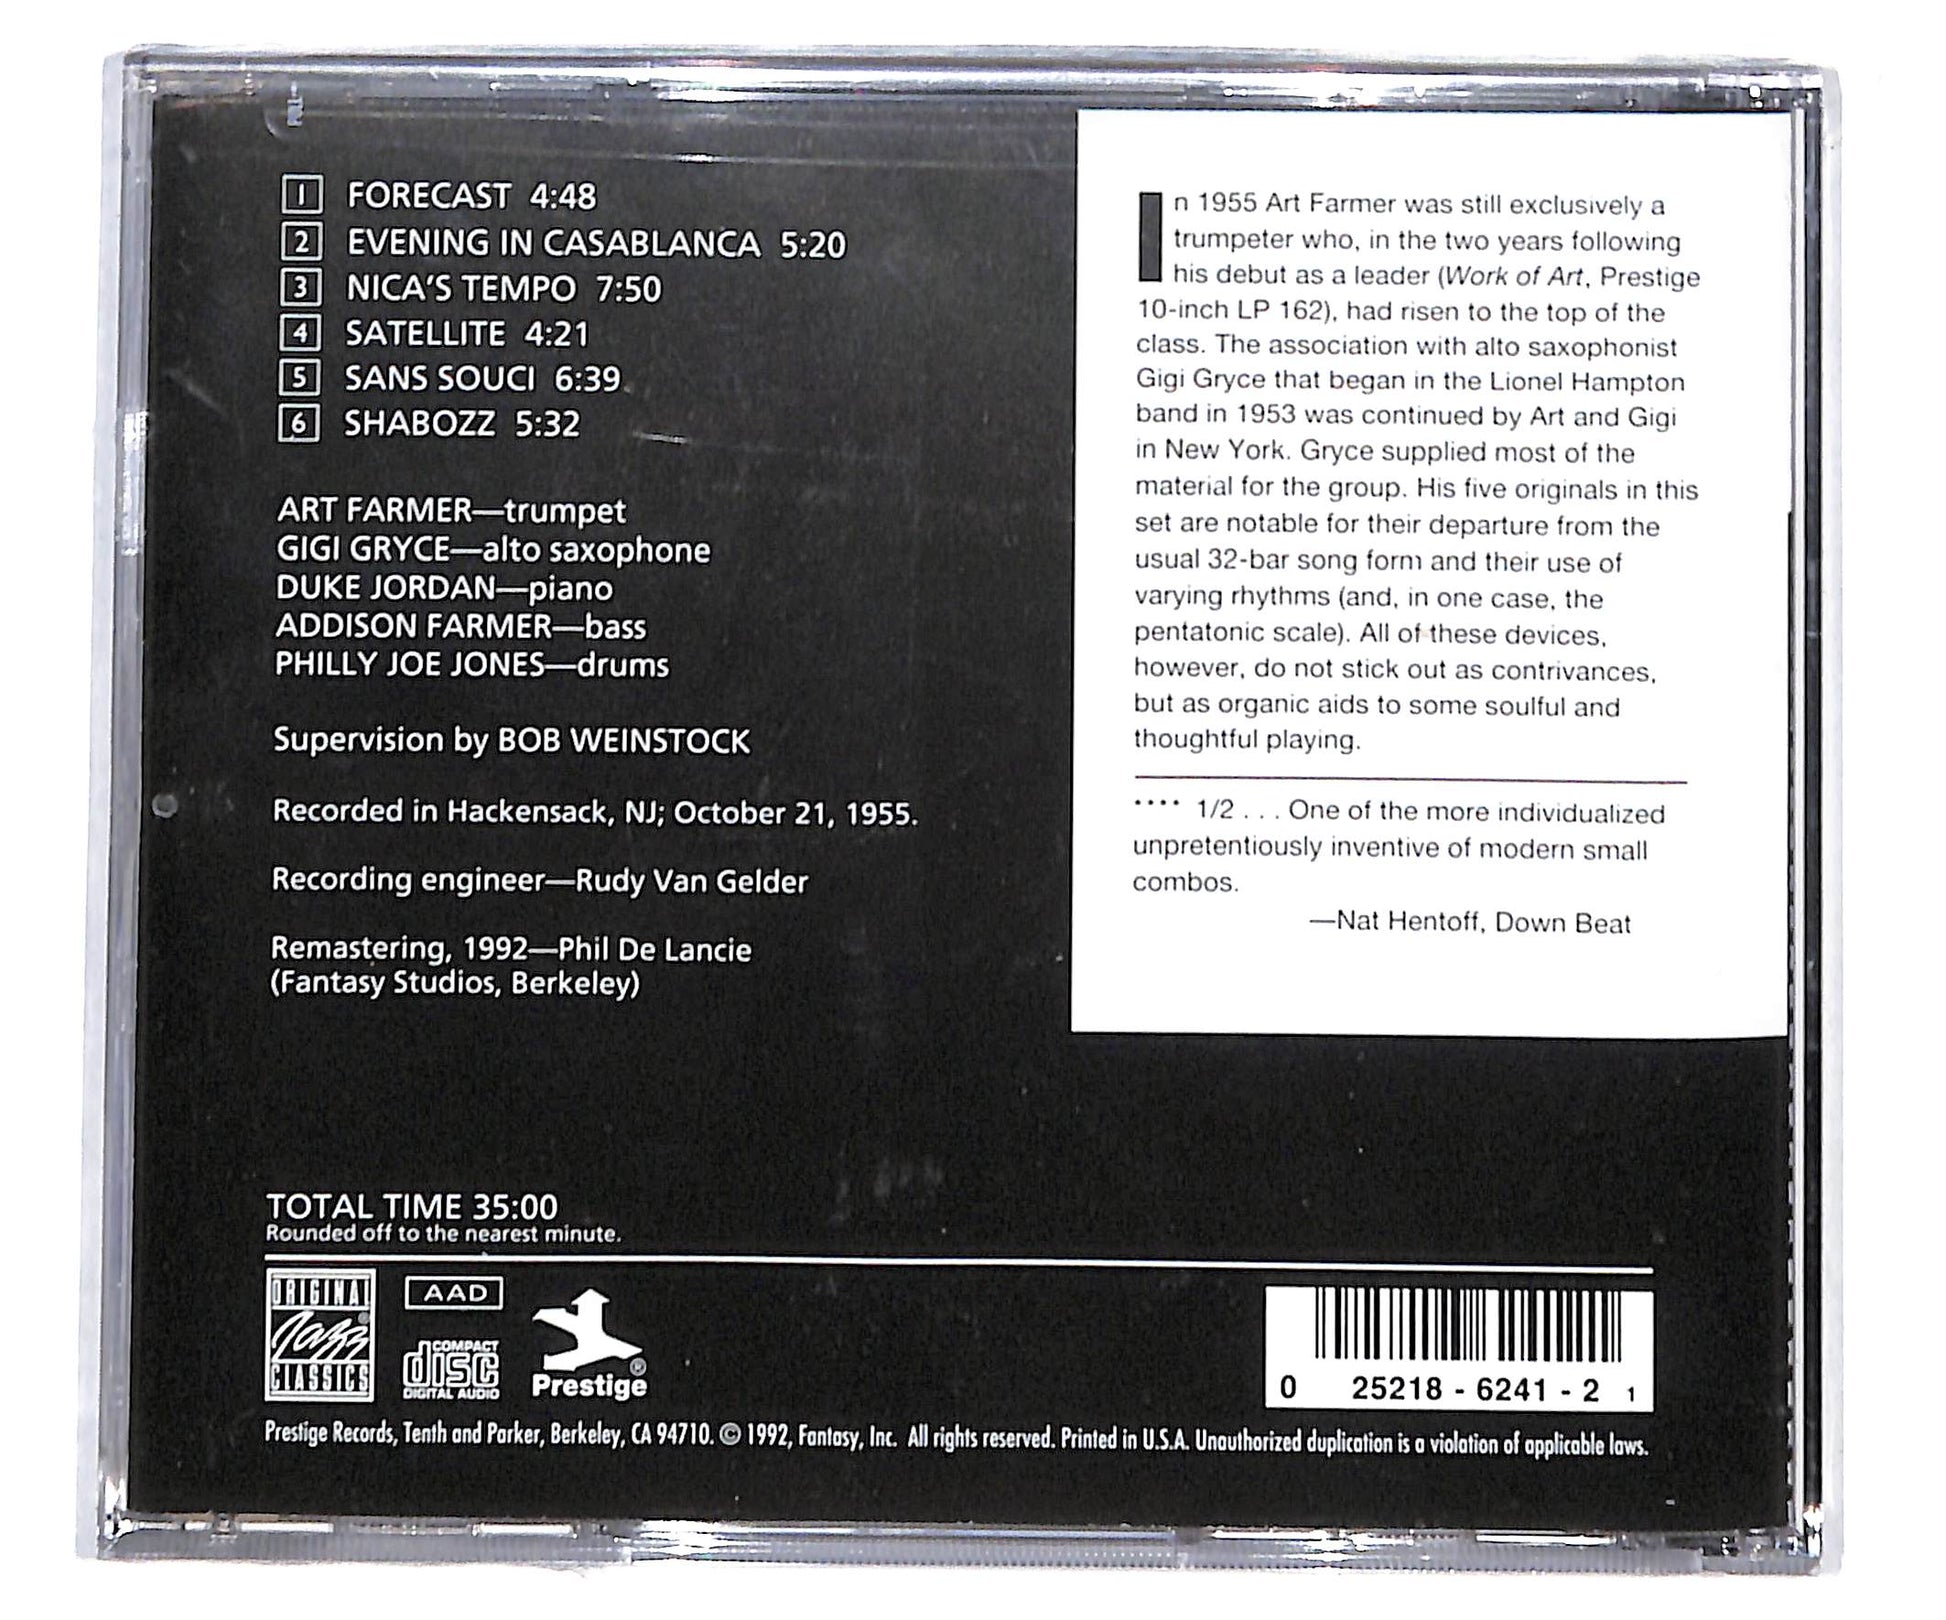 1 FORECAST 4:48
2 EVENING IN CASABLANCA 5:20
3 NICA'S TEMPO 7:50
4 SATELLITE 4:21
5 SANS SOUCI 6:39
6 SHABOZZ 5:32
ART FARMER—trumpet
GIGI GRYCE—alto saxophone
DUKE JORDAN—piano
ADDISON FARMER—bass
PHILLY JOE JONES—drums
Supervision by BOB WEINSTOCK
Recorded in Hackensack, NJ; October 21, 1955.
Recording engineer—Rudy Van Gelder
Remastering, 1992—Phil De Lancie
(Fantasy Studios, Berkeley)
In 1955 Art Farmer was still exclusively a
trumpeter who, in the two years following
his debut as a leader (Work of Art, Prestige
10-inch LP 162), had risen to the top of the
class. The association with alto saxophonist
Gigi Gryce that began in the Lionel Hampton
band in 1953 was continued by Art and Gigi
in New York. Gryce supplied most of the
material for the group. His five originals in this
set are notable for their departure from the
usual 32-bar song form and their use of
varying rhythms (and, in one case, the
pentatonic scale). All of these devices,
however, do not stick out as contrivances,
but as organic aids to some soulful and
thoughtful playing.
**** 1/2 . . . One of the more individualized
unpretentiously inventive of modern small
combos.
—Nat Hentoff, Down Beat
TOTAL TIME 35:00
Rounded off to the nearest minute.
ORIGINAL
Jazz
CLASSICS
AAD
COMPACT
disc
DIGITAL AUDIO
Prestige®
0 25218 - 6241 - 2 1
Prestige Records, Tenth and Parker, Berkeley, CA 94710. © 1992, Fantasy, Inc. All rights reserved. Printed in U.S.A. Unauthorized duplication is a violation of applicable laws.